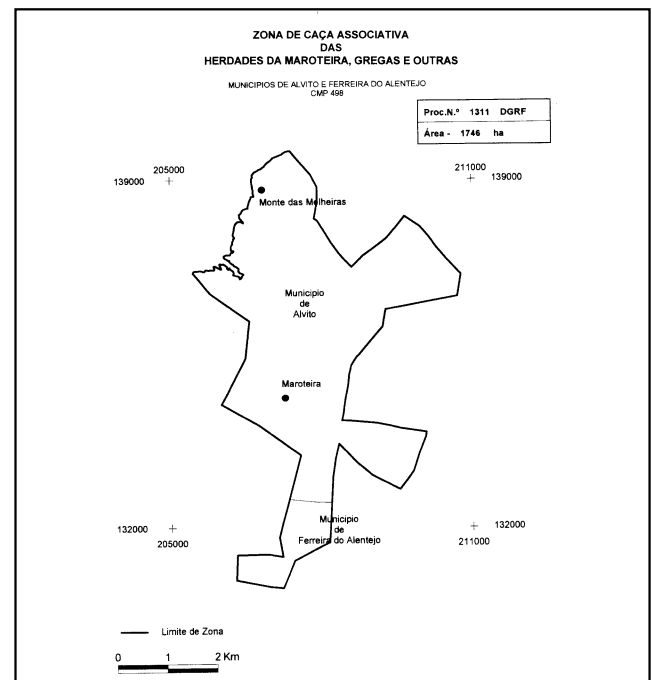 ZONA DE CAÇA ASSOCIATIVA
DAS
HERDADES DA MAROTEIRA, GREGAS E OUTRAS
MUNICIPIOS DE ALVITO E FERREIRA DO ALENTEJO
CMP 498
Proc.N.º 1311 DGRF
Área - 1746 ha
205000
139000
211000
139000
Monte das Melheiras
Municipio
de
Alvito
Maroteira
Municipio
de
Ferreira do Alentejo
132000
205000
132000
211000
Limite de Zona
0 1 2 Km